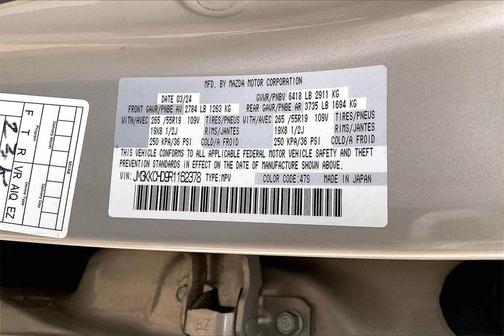 MFD. BY MAZDA MOTOR CORPORATION
DATE 03/24 GVWR/PNBV 6418 LB 2911 KG
FRONT GAWR/PNBE AV 2784 LB 1263 KG REAR GAWR/PNBE AR 3735 LB 1694 KG
WITH/AVEC 265 /55R19 109V TIRES/PNEUS WITH/AVEC 265 /55R19 109V TIRES/PNEUS
19X8 1/2J RIMS/JANTES 19X8 1/2J RIMS/JANTES
250 KPA/36 PSI COLD/A FROID 250 KPA/36 PSI COLD/A FROID
THIS VEHICLE CONFORMS TO ALL APPLICABLE FEDERAL MOTOR VEHICLE SAFETY AND THEFT
PREVENTION STANDARDS IN EFFECT ON THE DATE OF MANUFACTURE SHOWN ABOVE.
VIN: JM3KKCHD9R1162378 TYPE:MPV COLOR CODE:47S MADE IN JAPAN
F R YR AIQ EZ